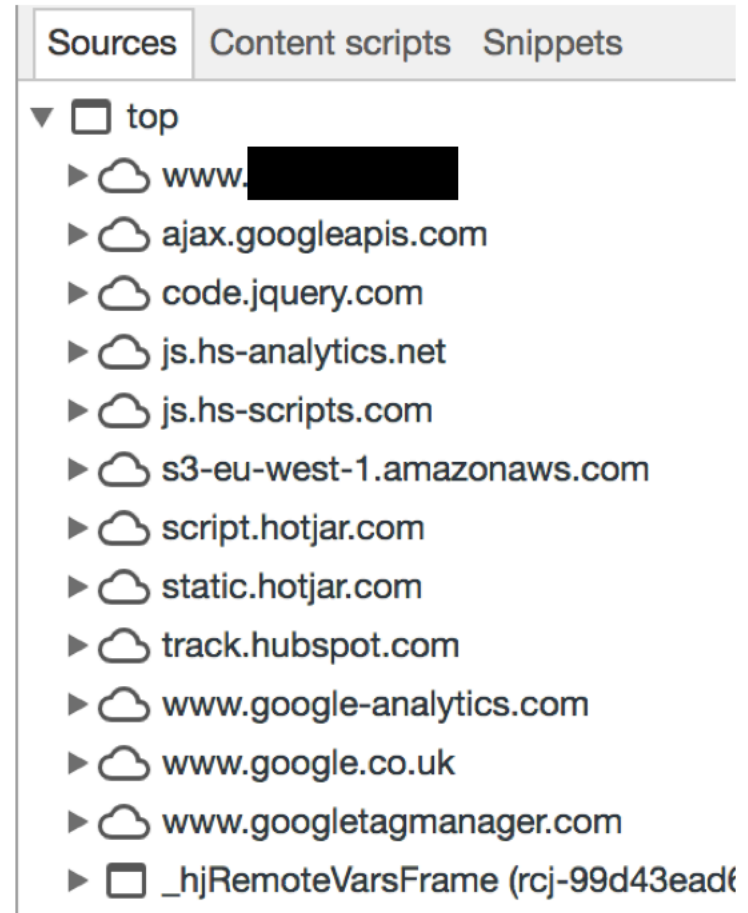 Sources Content scripts Snippets
top
www.
ajax.googleapis.com
code.jquery.com
js.hs-analytics.net
js.hs-scripts.com
s3-eu-west-1.amazonaws.com
script.hotjar.com
static.hotjar.com
track.hubspot.com
www.google-analytics.com
www.google.co.uk
www.googletagmanager.com
_hjRemoteVarsFrame (rcj-99d43ead6